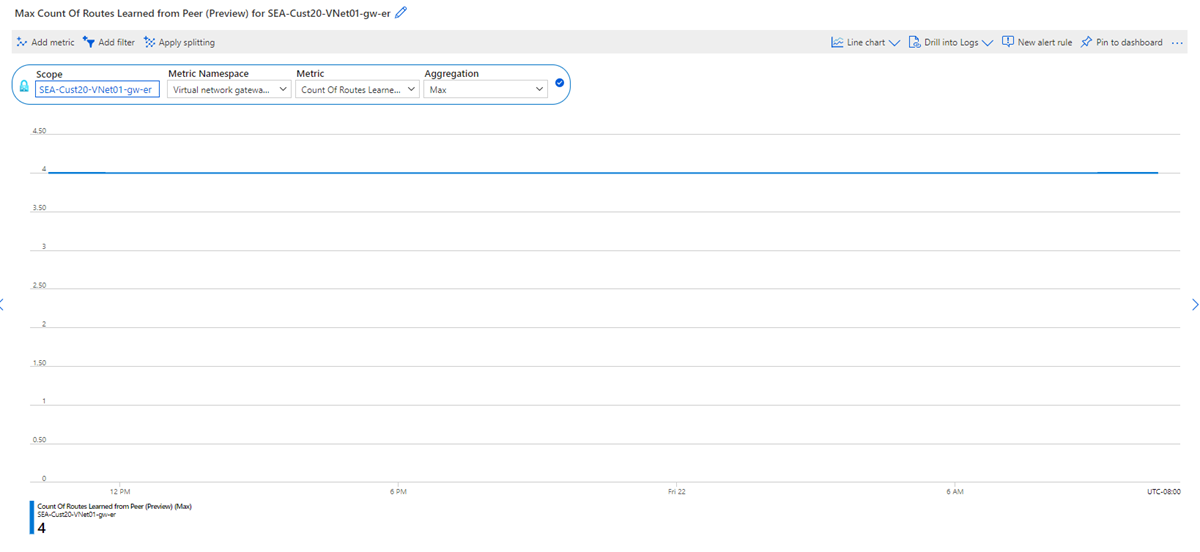 Max Count Of Routes Learned from Peer (Preview) for SEA-Cust20-VNet01-gw-er
Add metric Add filter Apply splitting Line chart Drill into Logs New alert rule Pin to dashboard ...
Scope Metric Namespace Metric Aggregation
SEA-Cust20-VNet01-gw-er Virtual network gatewa... Count Of Routes Learne... Max
4.50
4
3.50
3
2.50
2
1.50
1
0.50
0
12 PM 6 PM Fri 22 6 AM UTC-08:00
Count Of Routes Learned from Peer (Preview) (Max)
SEA-Cust20-VNet01-gw-er
4